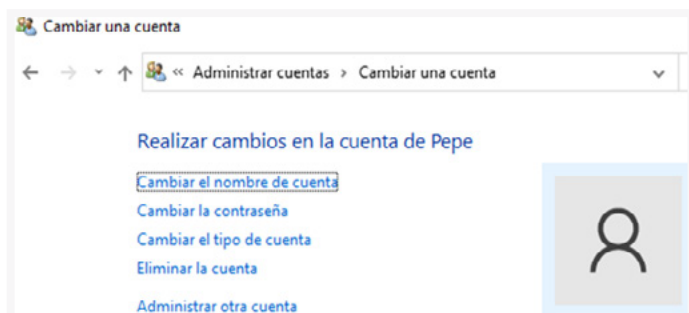 Cambiar una cuenta
« Administrar cuentas > Cambiar una cuenta
Realizar cambios en la cuenta de Pepe
Cambiar el nombre de cuenta
Cambiar la contraseña
Cambiar el tipo de cuenta
Eliminar la cuenta
Administrar otra cuenta